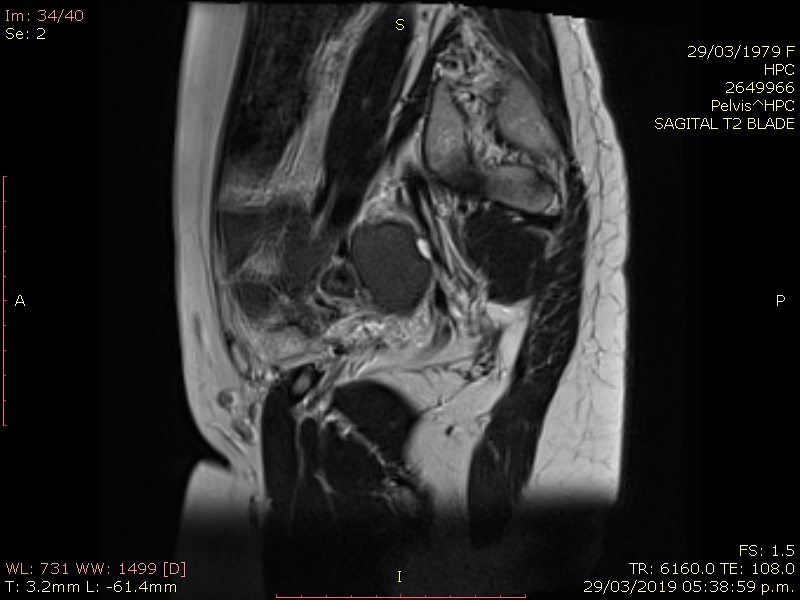 Im: 34/40
Se: 2
S
29/03/1979 F
HPC
2649966
Pelvis^HPC
SAGITAL T2 BLADE
A
P
WL: 731 WW: 1499 [D]
T: 3.2mm L: -61.4mm
I
FS: 1.5
TR: 6160.0 TE: 108.0
29/03/2019 05:38:59 p.m.